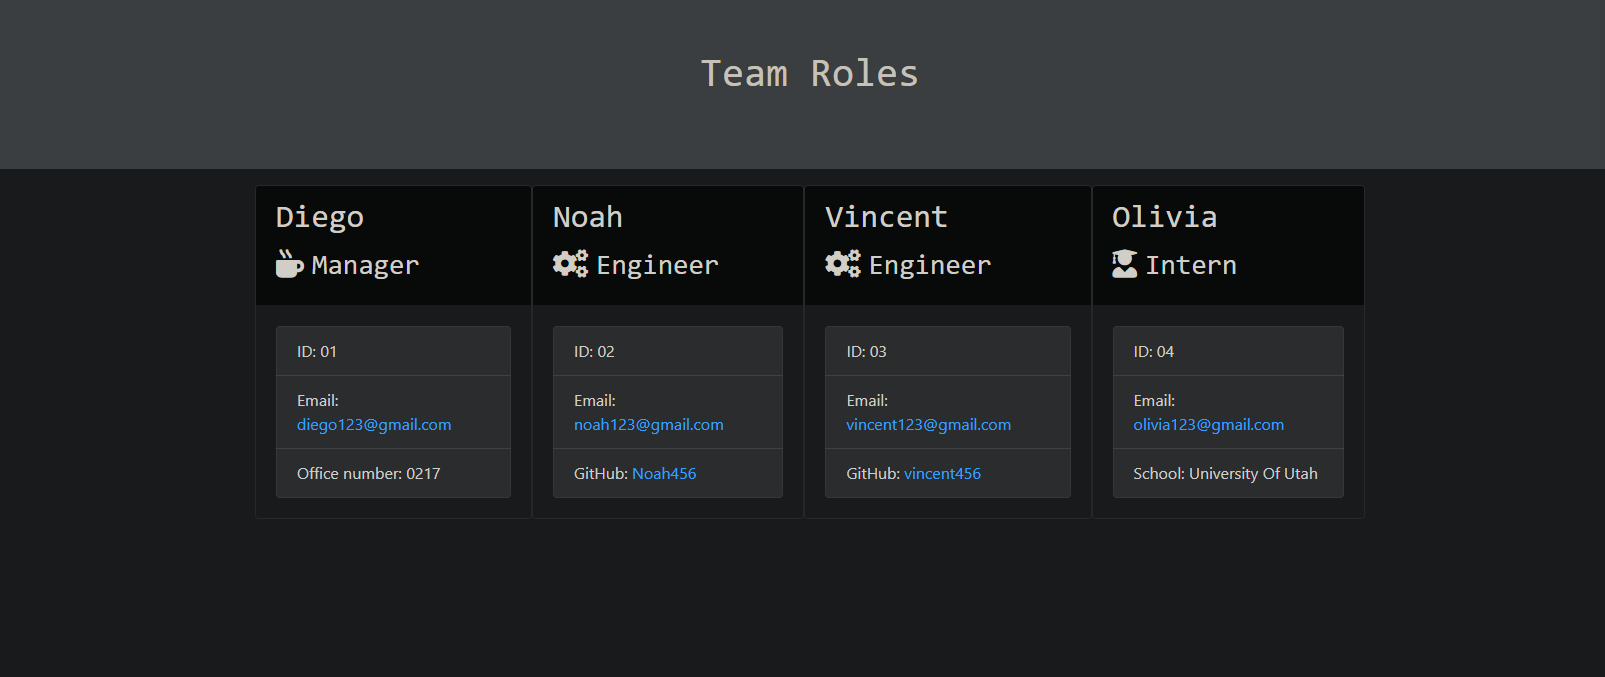 Team Roles
Diego
Manager
ID: 01
Email:
diego123@gmail.com
Office number: 0217
Noah
Engineer
ID: 02
Email:
noah123@gmail.com
GitHub: Noah456
Vincent
Engineer
ID: 03
Email:
vincent123@gmail.com
GitHub: vincent456
Olivia
Intern
ID: 04
Email:
olivia123@gmail.com
School: University Of Utah